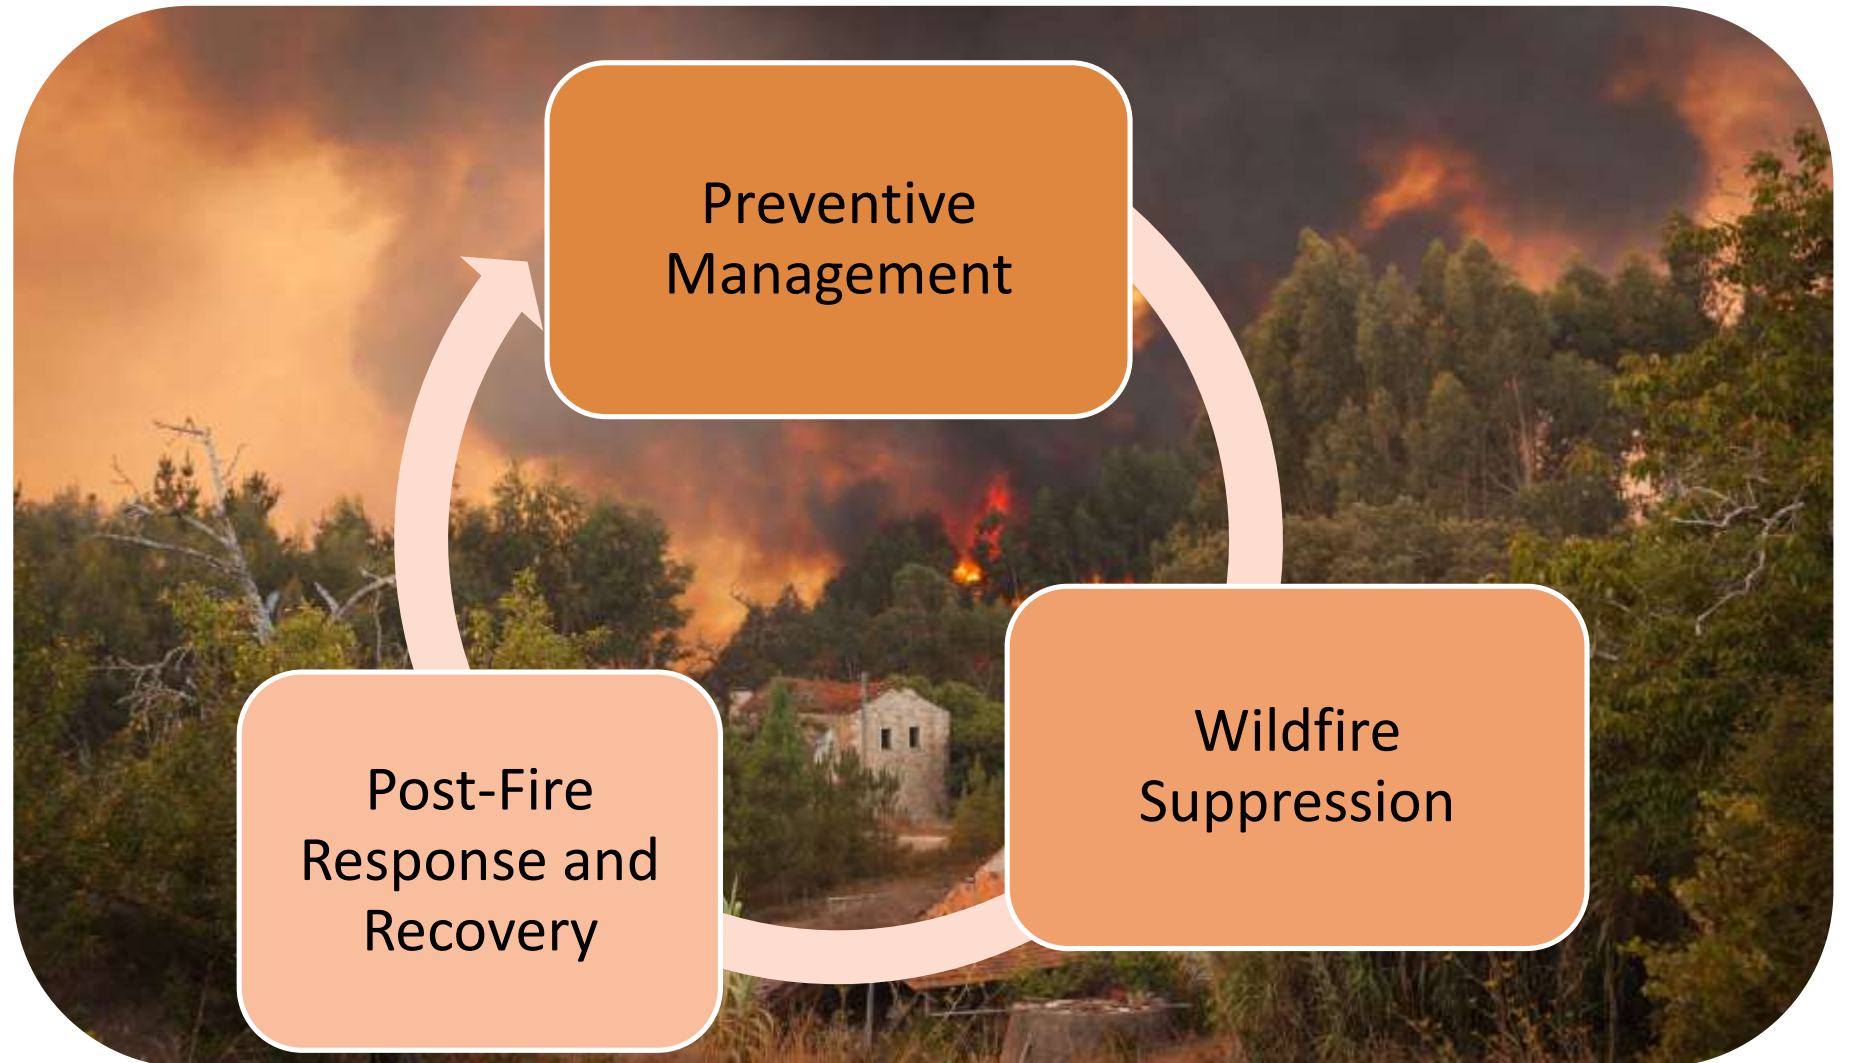 Preventive
Management
Wildfire
Suppression
Post-Fire
Response and
Recovery